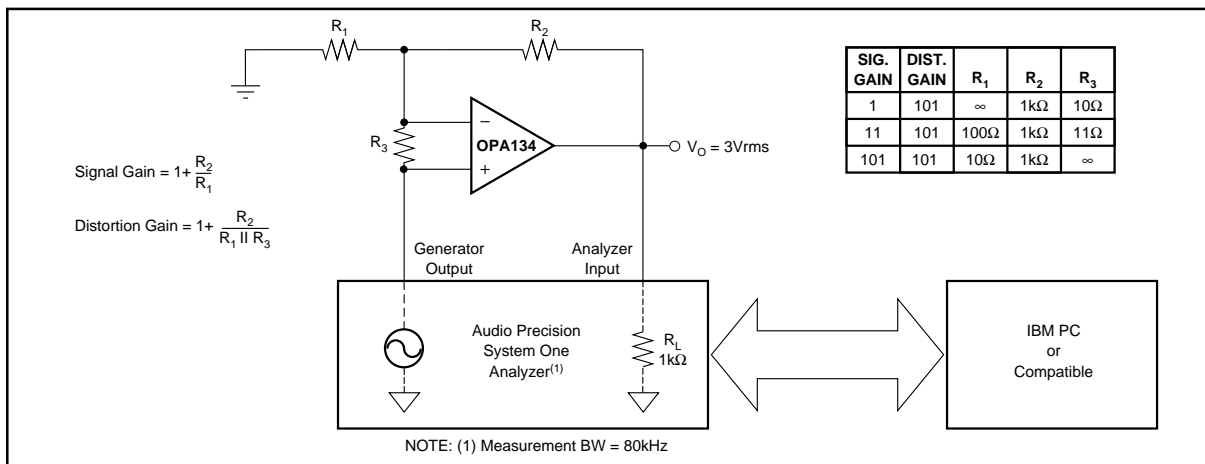 R1
R2
SIG. GAIN DIST. GAIN R1 R2 R3
1 101 ∞ 1kΩ 10Ω
11 101 100Ω 1kΩ 11Ω
101 101 10Ω 1kΩ ∞
R3
−
+
OPA134
VO = 3Vrms
Signal Gain = 1+ R2/R1
Distortion Gain = 1+ R2/(R1 II R3)
Generator
Output
Analyzer
Input
Audio Precision
System One
Analyzer(1)
RL
1kΩ
IBM PC
or
Compatible
NOTE: (1) Measurement BW = 80kHz